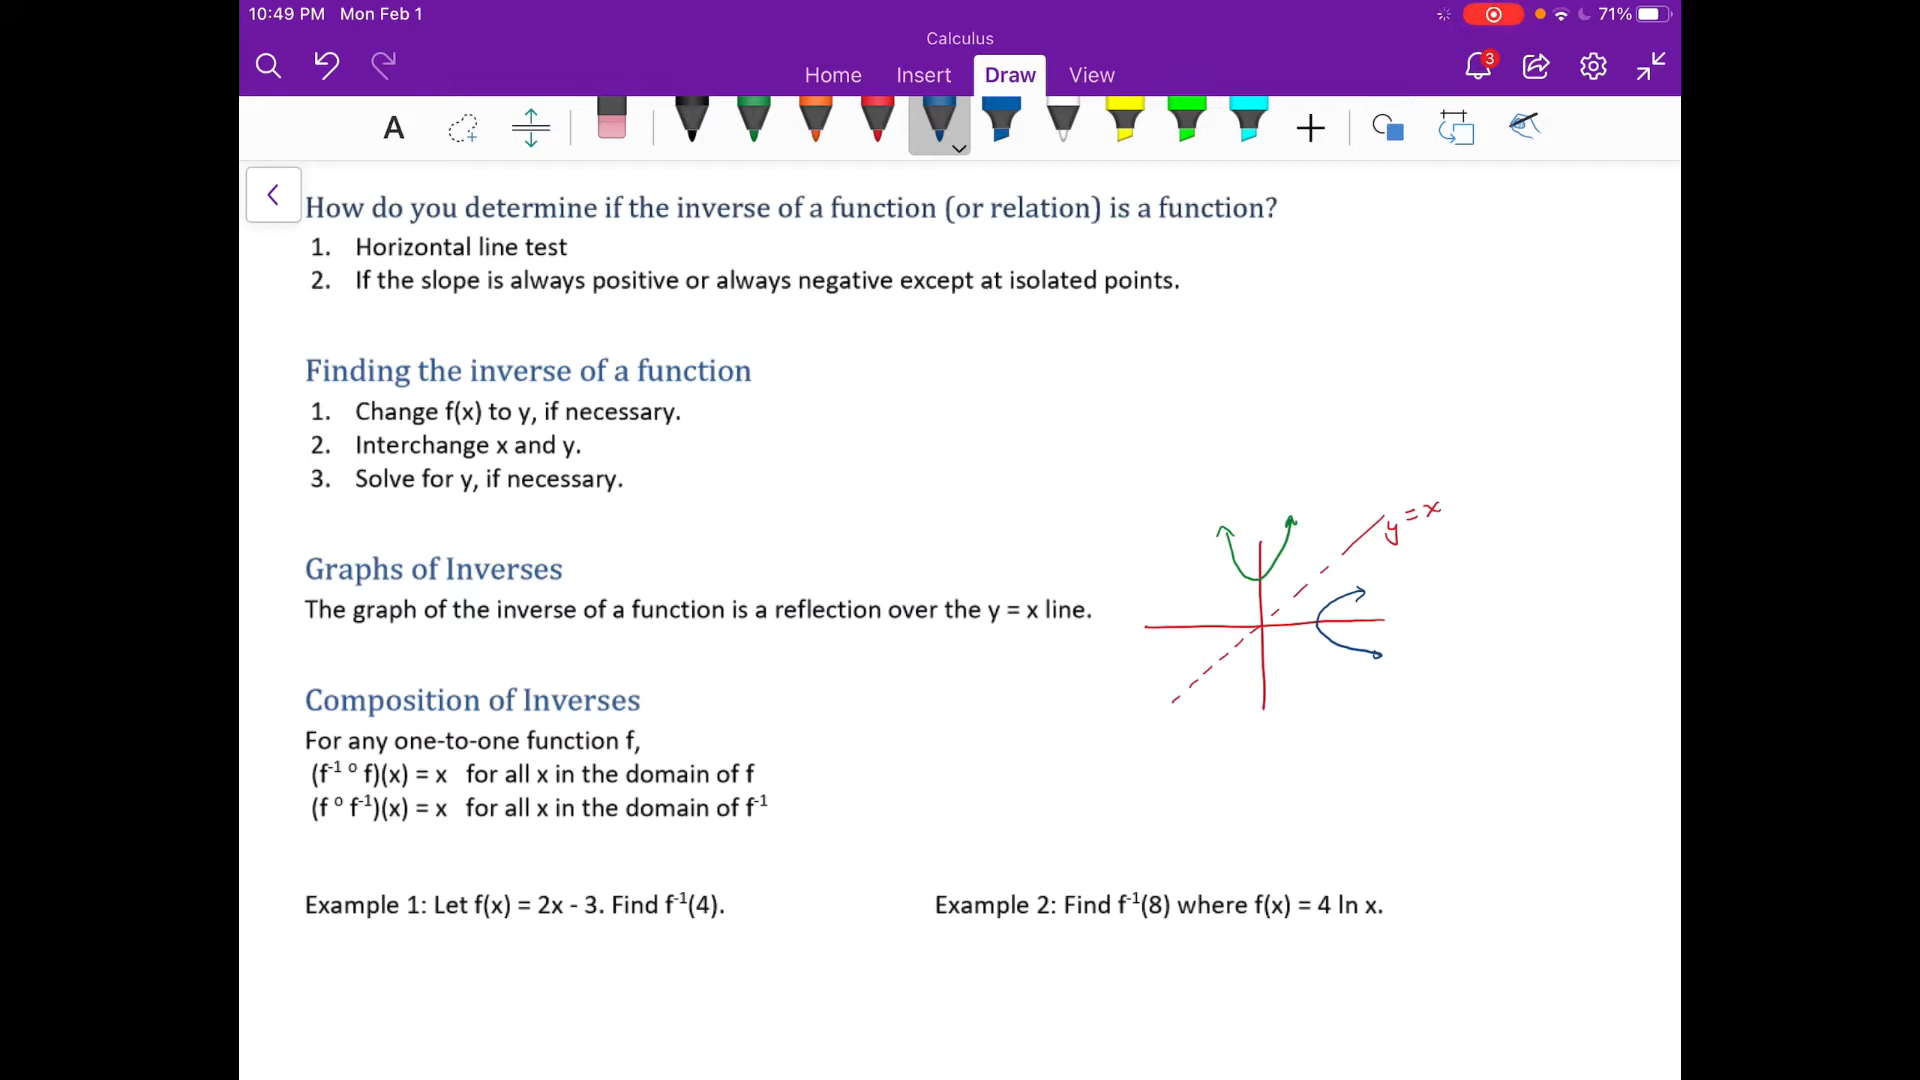 10:49 PM Mon Feb 1
71%
Calculus
Home Insert Draw View
3
A
How do you determine if the inverse of a function (or relation) is a function?
1. Horizontal line test
2. If the slope is always positive or always negative except at isolated points.
Finding the inverse of a function
1. Change f(x) to y, if necessary.
2. Interchange x and y.
3. Solve for y, if necessary.
y = x
Graphs of Inverses
The graph of the inverse of a function is a reflection over the y = x line.
Composition of Inverses
For any one-to-one function f,
(f⁻¹ ᵒ f)(x) = x for all x in the domain of f
(f ᵒ f⁻¹)(x) = x for all x in the domain of f⁻¹
Example 1: Let f(x) = 2x - 3. Find f⁻¹(4).
Example 2: Find f⁻¹(8) where f(x) = 4 ln x.